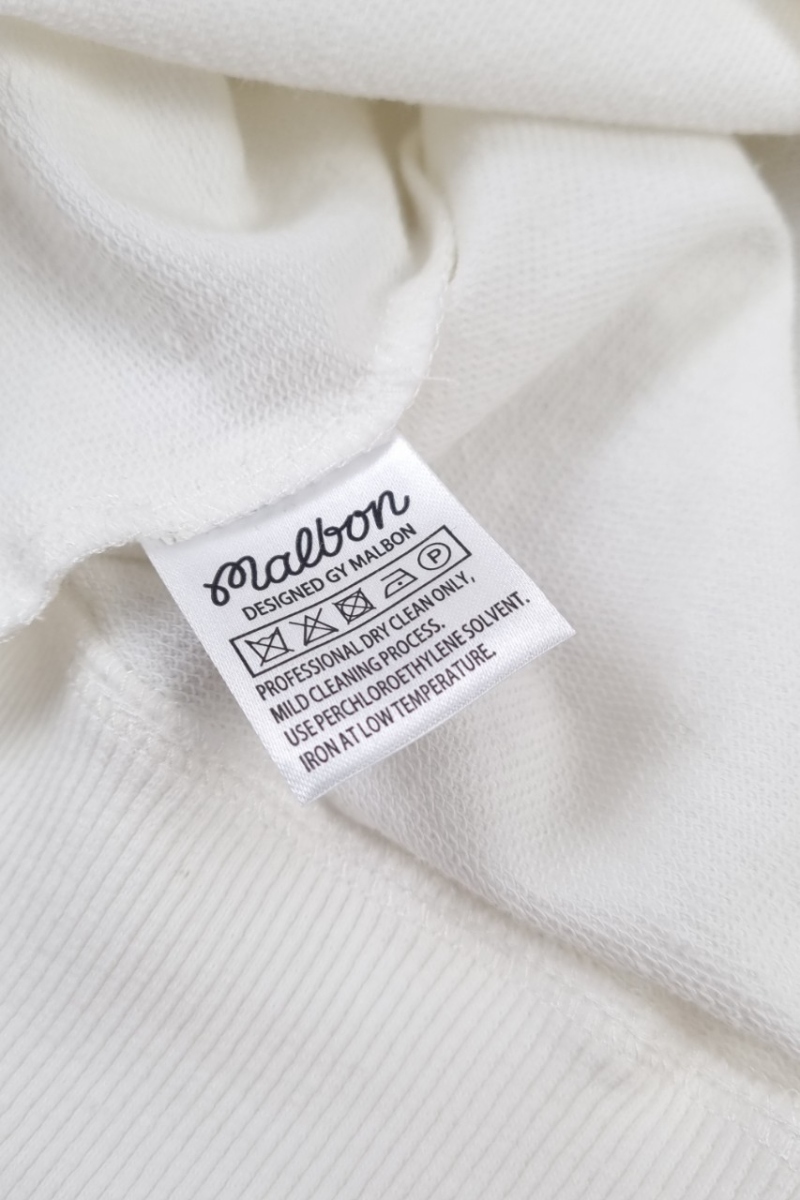 malbon
DESIGNED GY MALBON
P
PROFESSIONAL DRY CLEAN ONLY,
MILD CLEANING PROCESS.
USE PERCHLOROETHYLENE SOLVENT.
IRON AT LOW TEMPERATURE.